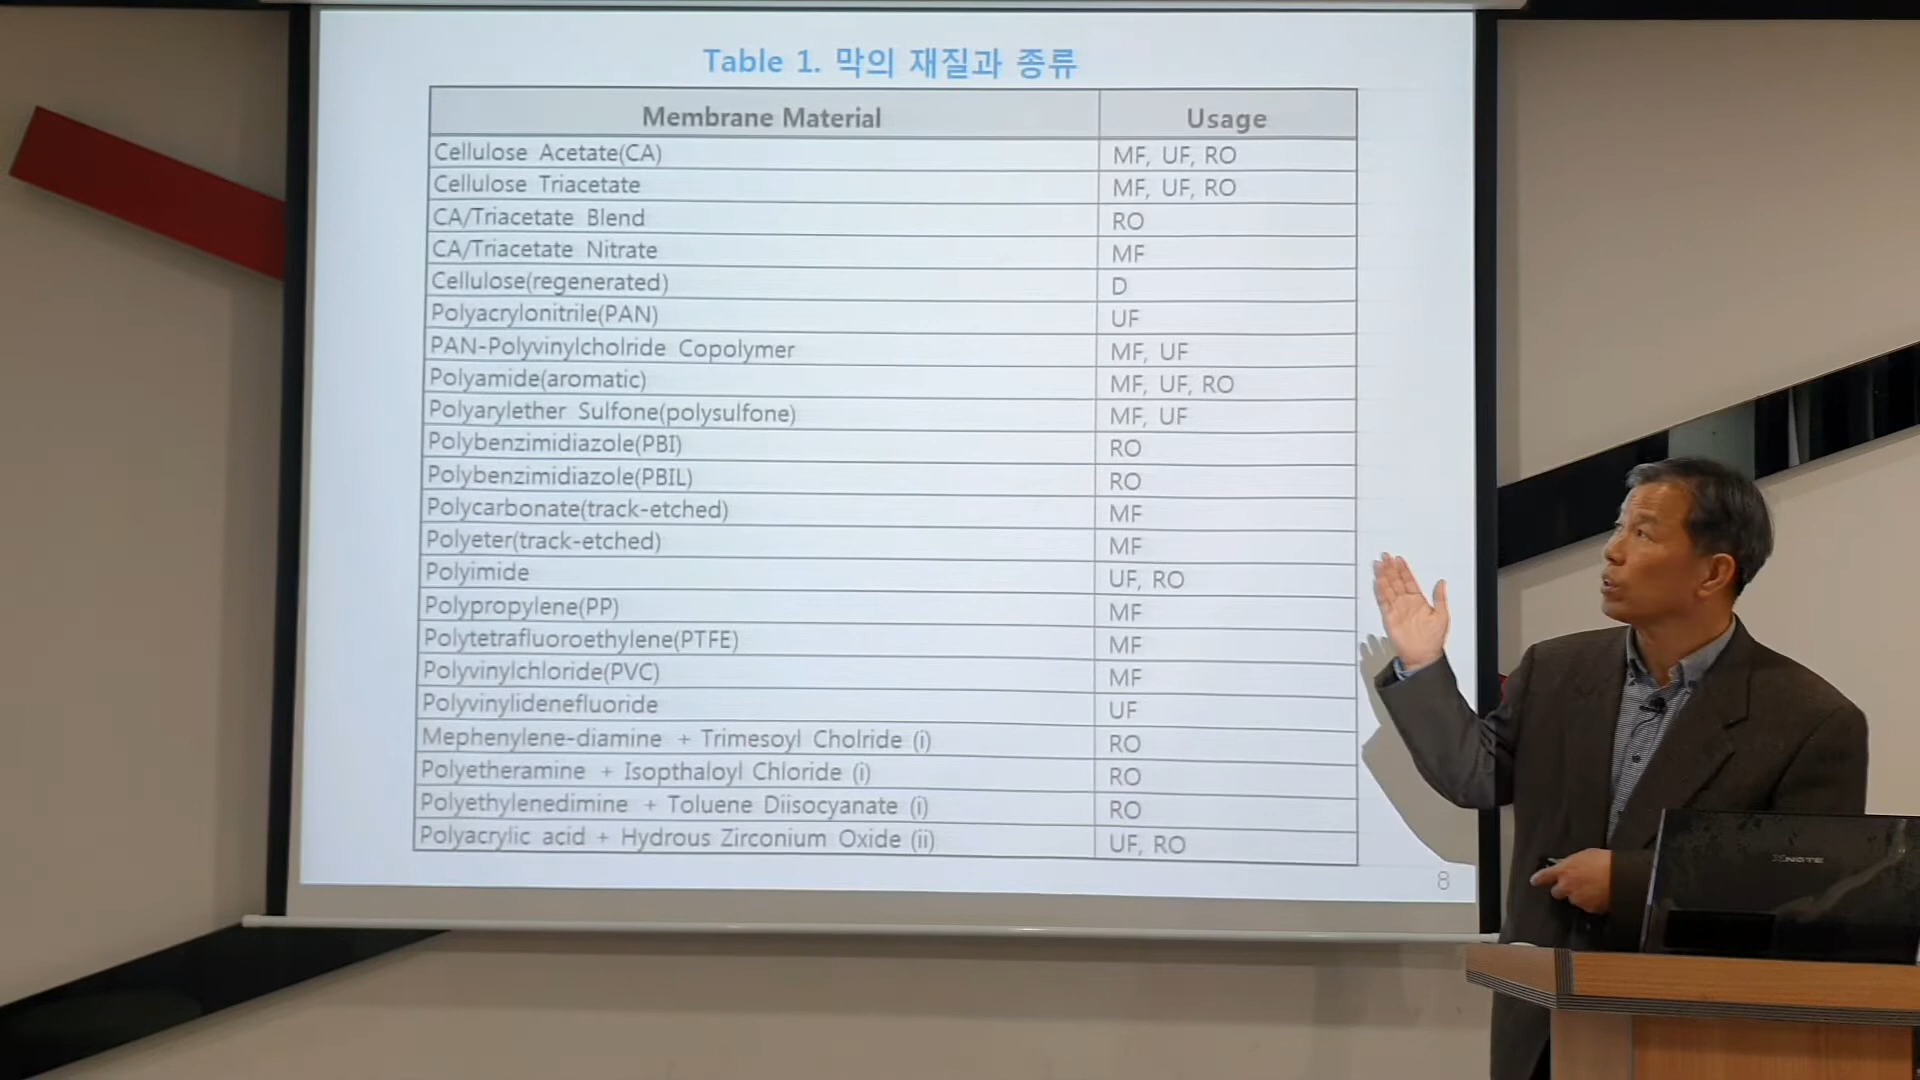 Table 1. 막의 재질과 종류
Membrane Material Usage
Cellulose Acetate(CA) MF, UF, RO
Cellulose Triacetate MF, UF, RO
CA/Triacetate Blend RO
CA/Triacetate Nitrate MF
Cellulose(regenerated) D
Polyacrylonitrile(PAN) UF
PAN-Polyvinylcholride Copolymer MF, UF
Polyamide(aromatic) MF, UF, RO
Polyarylether Sulfone(polysulfone) MF, UF
Polybenzimidiazole(PBI) RO
Polybenzimidiazole(PBIL) RO
Polycarbonate(track-etched) MF
Polyeter(track-etched) MF
Polyimide UF, RO
Polypropylene(PP) MF
Polytetrafluoroethylene(PTFE) MF
Polyvinylchloride(PVC) MF
Polyvinylidenefluoride UF
Mephenylene-diamine + Trimesoyl Cholride (i) RO
Polyetheramine + Isopthaloyl Chloride (i) RO
Polyethylenedimine + Toluene Diisocyanate (i) RO
Polyacrylic acid + Hydrous Zirconium Oxide (ii) UF, RO
8
XNOTE